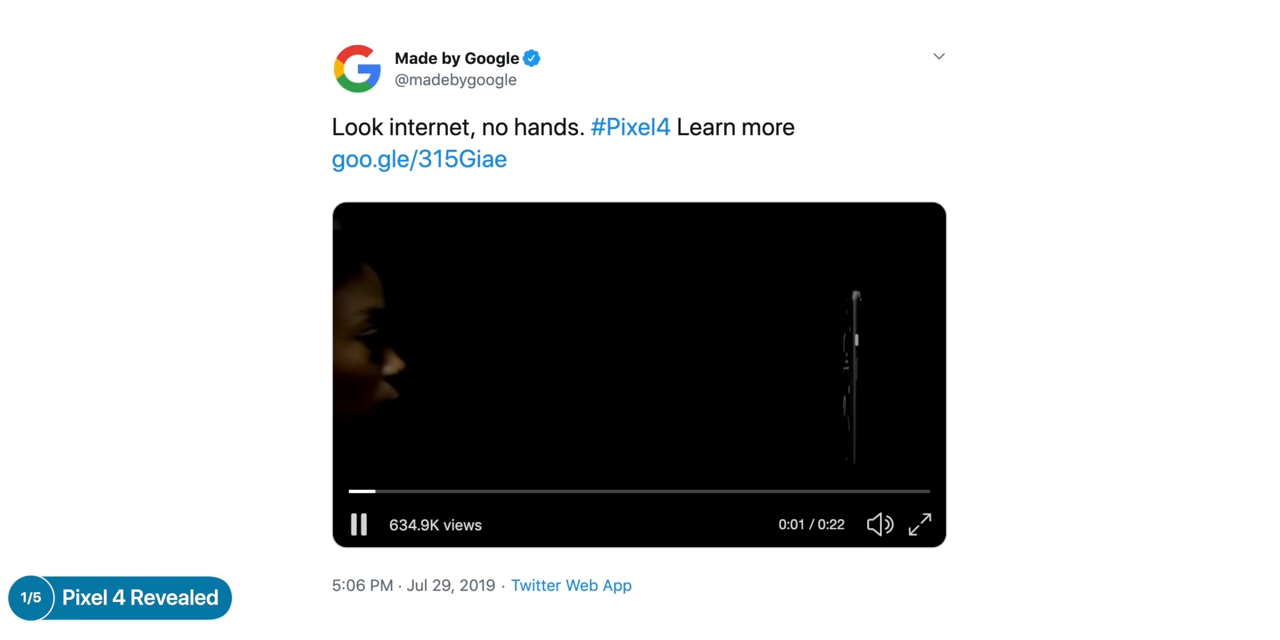 Made by Google
@madebygoogle
Look internet, no hands. #Pixel4 Learn more
goo.gle/315Giae
634.9K views
0:01 / 0:22
5:06 PM · Jul 29, 2019 · Twitter Web App
1/5 Pixel 4 Revealed